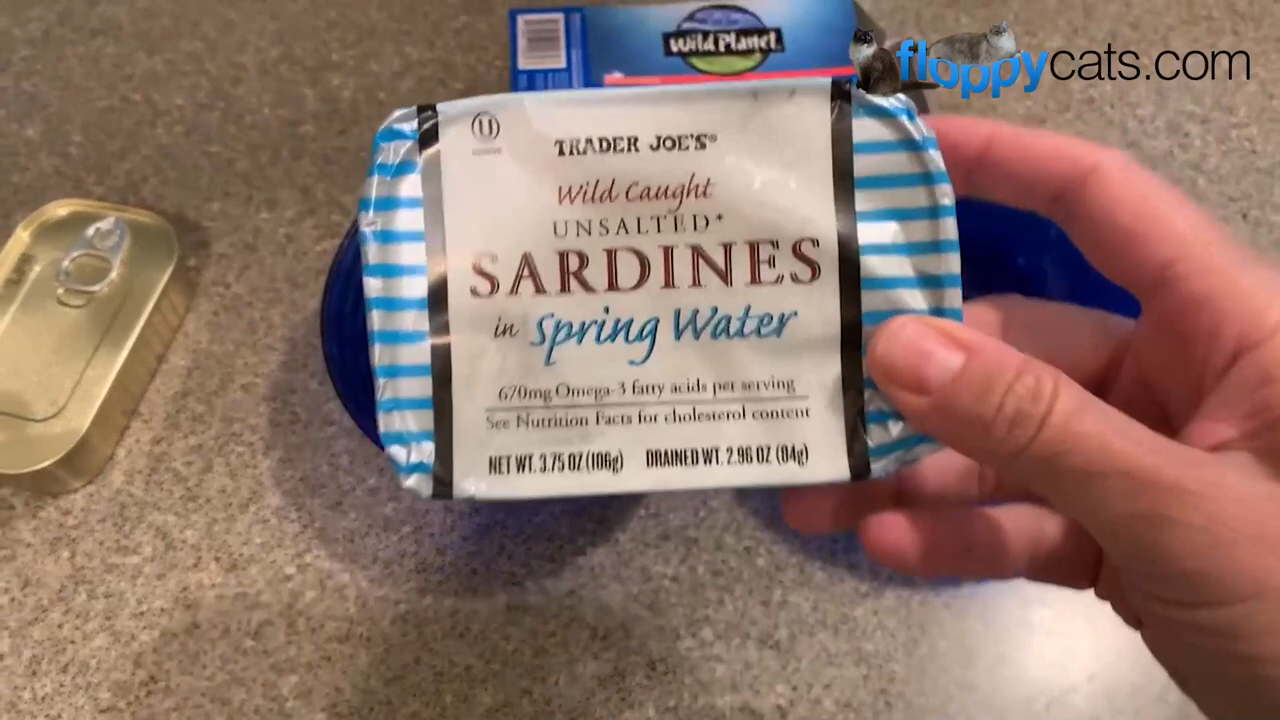 Wild Planet
floppycats.com
U
TRADER JOE'S®
Wild Caught
UNSALTED*
SARDINES
in Spring Water
670mg Omega-3 fatty acids per serving
See Nutrition Facts for cholesterol content
NET WT. 3.75 OZ (106g) DRAINED WT. 2.96 OZ (84g)